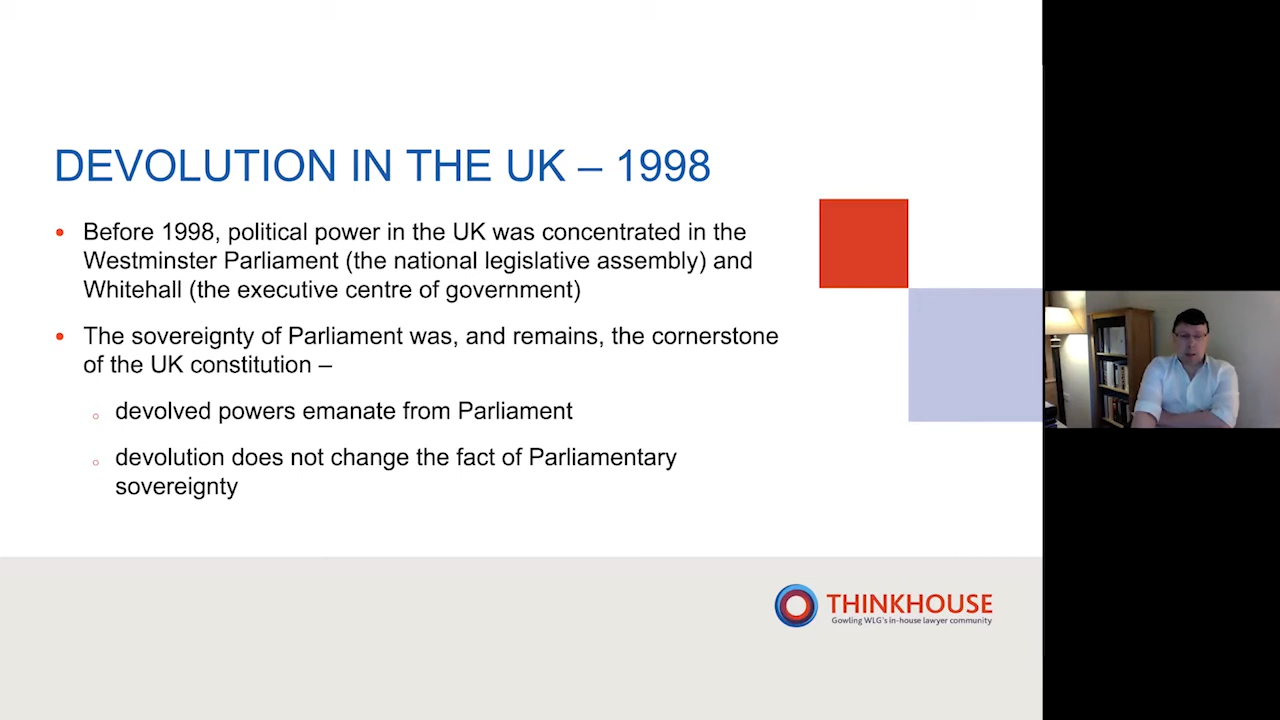 DEVOLUTION IN THE UK – 1998
• Before 1998, political power in the UK was concentrated in the
Westminster Parliament (the national legislative assembly) and
Whitehall (the executive centre of government)
• The sovereignty of Parliament was, and remains, the cornerstone
of the UK constitution –
○ devolved powers emanate from Parliament
○ devolution does not change the fact of Parliamentary
sovereignty
THINKHOUSE
Gowling WLG's in-house lawyer community